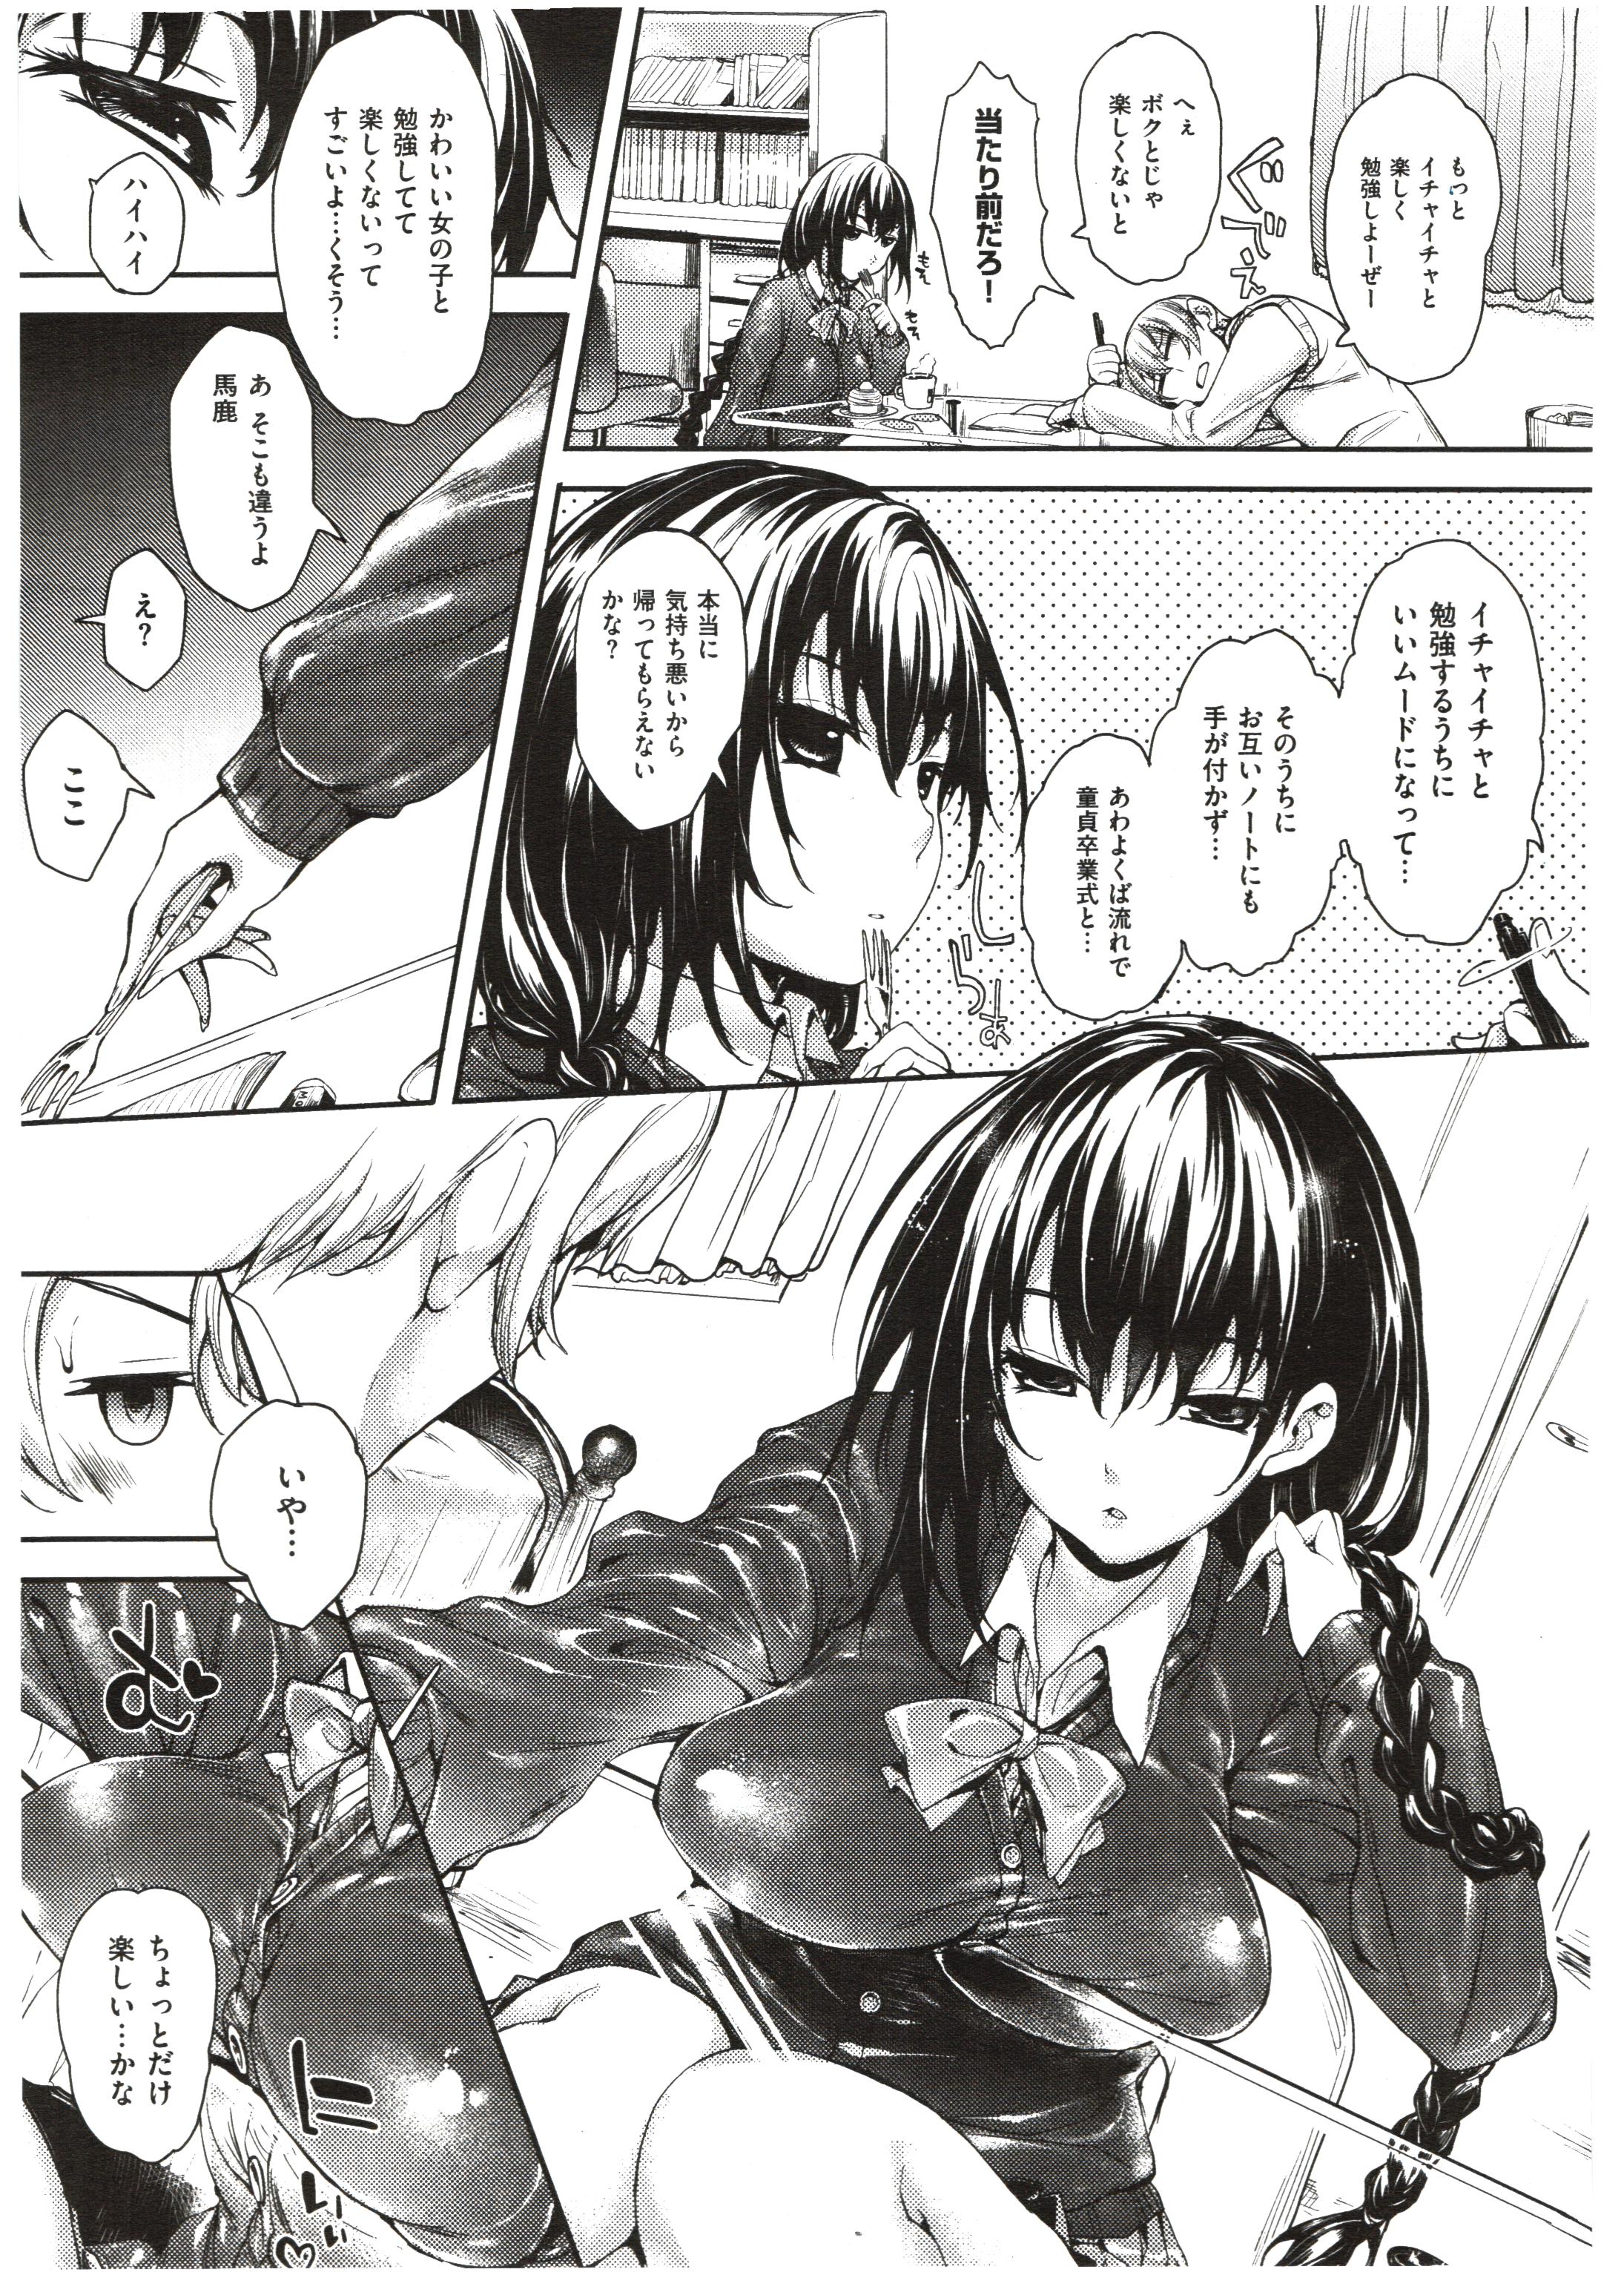 もっと
イチャイチャと
楽しく
勉強しよーぜー
ぐでぇ
へぇ
ボクとじゃ
楽しくないと
当たり前だろ！
もぐ
もぐ
かわいい女の子と
勉強してて
楽しくないって
すごいよ…くそう…
ハイハイ
イチャイチャと
勉強するうちに
いいムードになって…
そのうちに
お互いノートにも
手が付かず…
あわよくば流れで
童貞卒業式と…
本当に
気持ち悪いから
帰ってもらえない
かな？
あ そこも違うよ
馬鹿
え？
ここ
いや…
む
に
ちょっとだけ
楽しい…かな